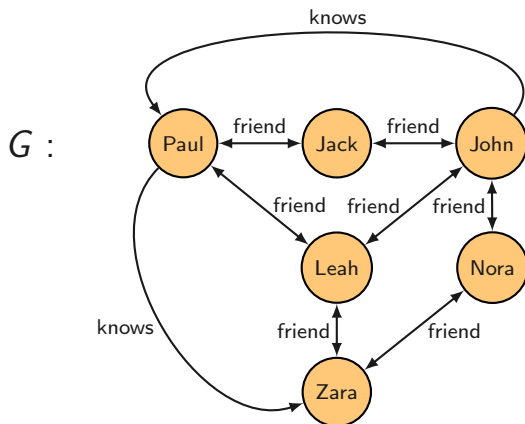 knows
friend friend
G : Paul Jack John
friend friend friend
Leah Nora
knows friend friend
Zara